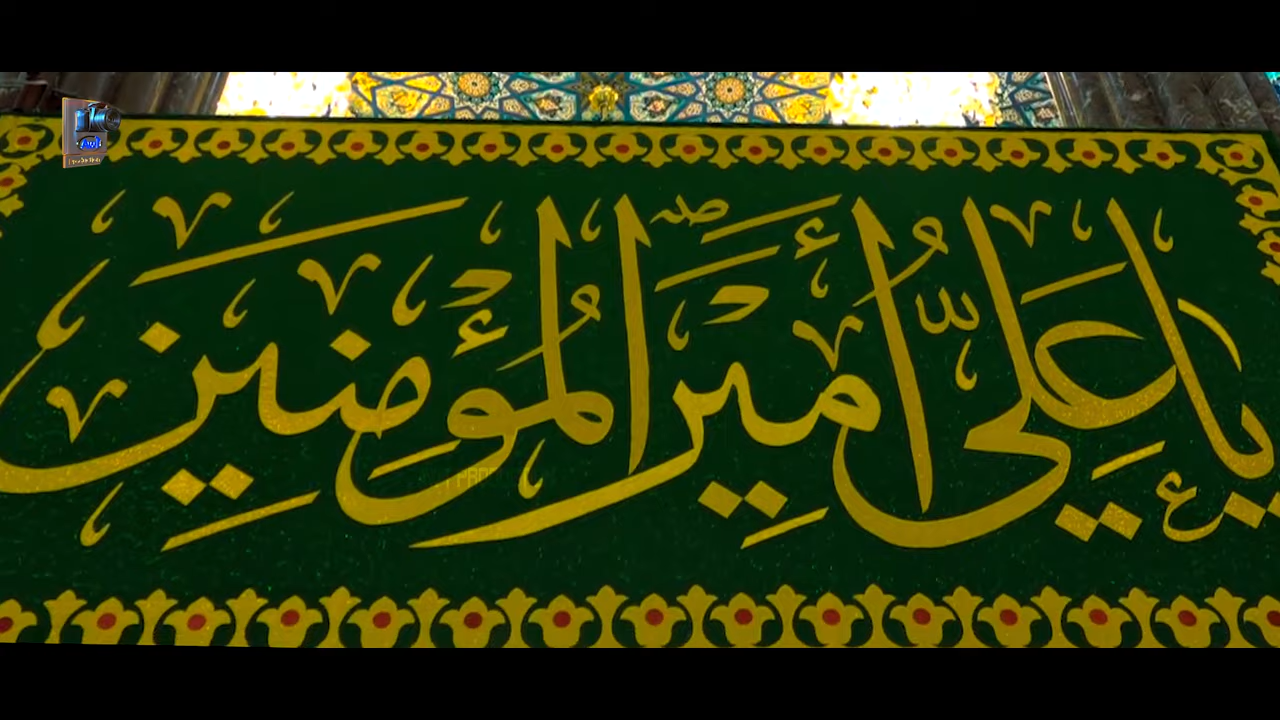 يا علي أمير المؤمنين